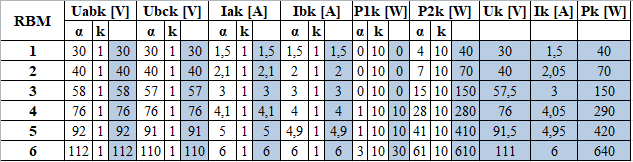 RBM Uabk [V] Ubck [V] Iak [A] Ibk [A] P1k [W] P2k [W] Uk [V] Ik [A] Pk [W]
α k α k α k α k α k α k
1 30 1 30 30 1 30 1,5 1 1,5 1,5 1 1,5 0 10 0 4 10 40 30 1,5 40
2 40 1 40 40 1 40 2,1 1 2,1 2 1 2 0 10 0 7 10 70 40 2,05 70
3 58 1 58 57 1 57 3 1 3 3 1 3 0 10 0 15 10 150 57,5 3 150
4 76 1 76 76 1 76 4,1 1 4,1 4 1 4 1 10 10 28 10 280 76 4,05 290
5 92 1 92 91 1 91 5 1 5 4,9 1 4,9 1 10 10 41 10 410 91,5 4,95 420
6 112 1 112 110 1 110 6 1 6 6 1 6 3 10 30 61 10 610 111 6 640